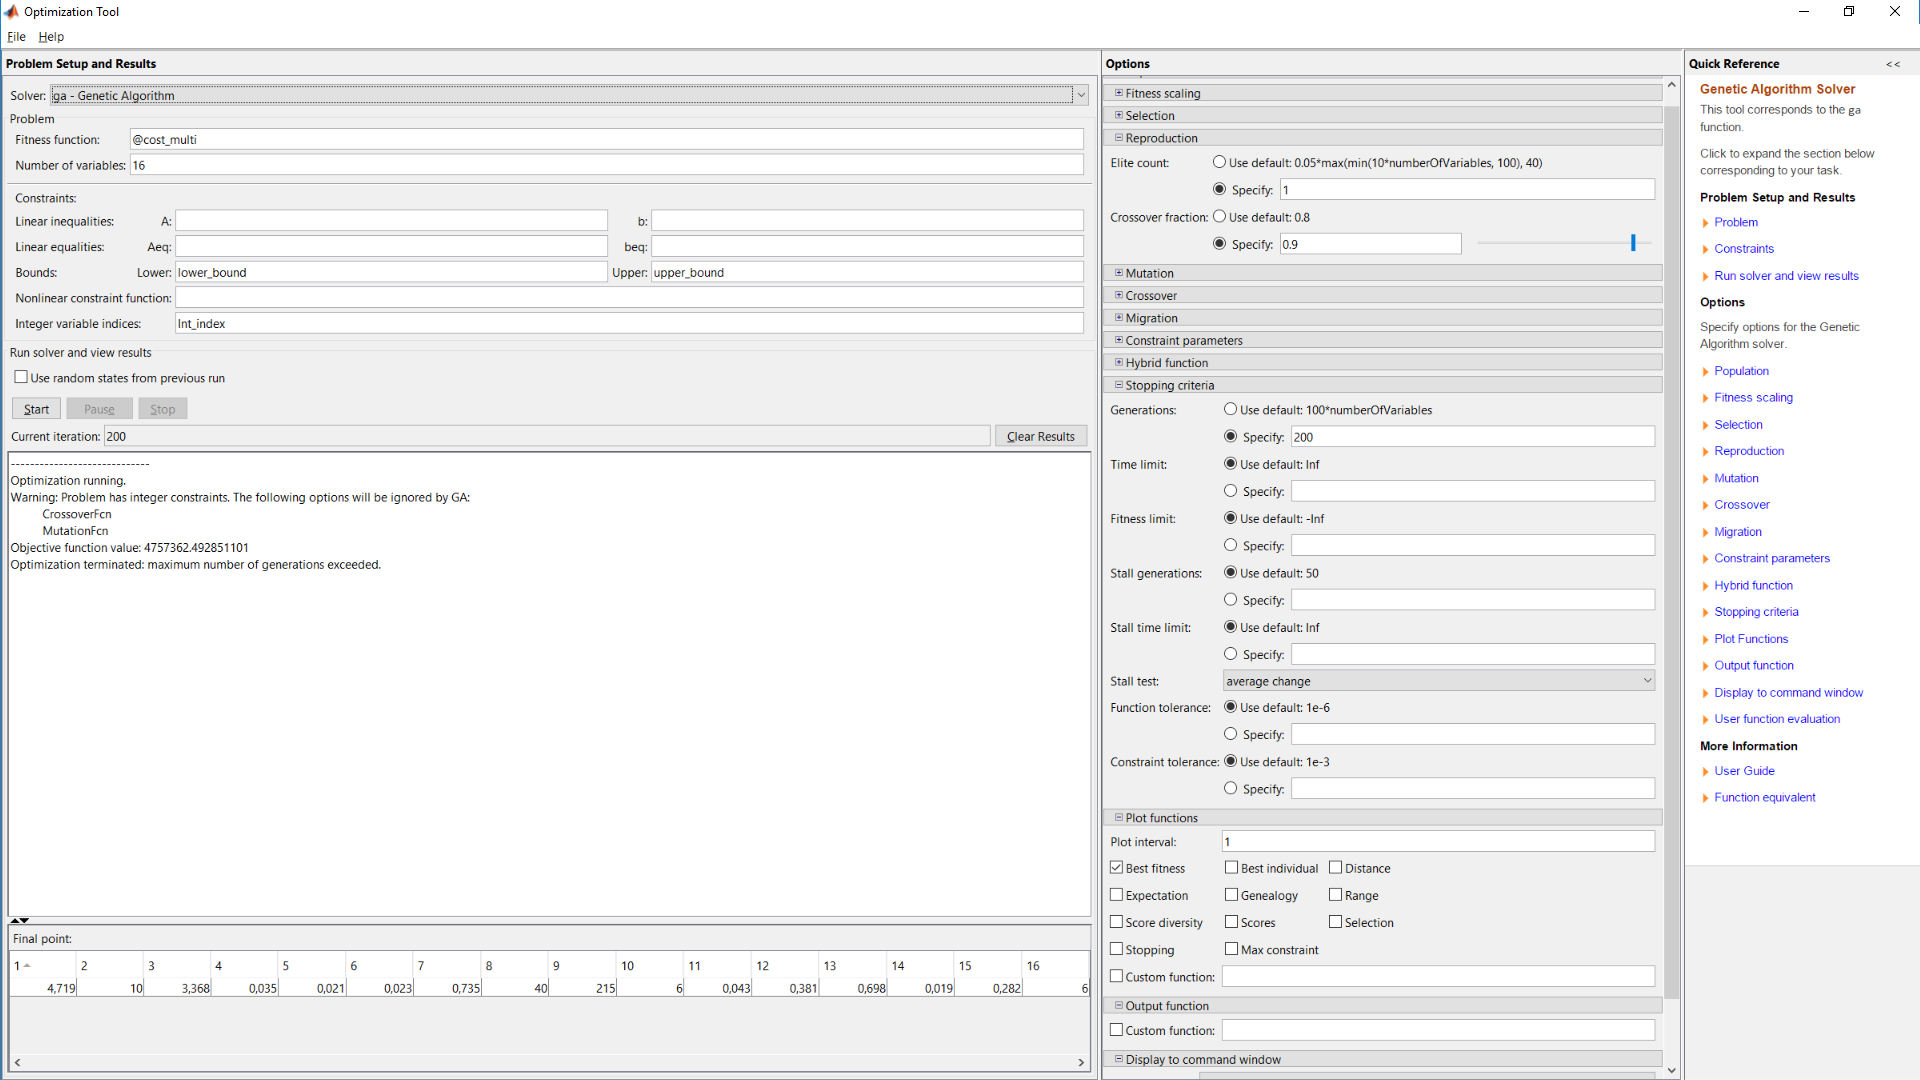 Optimization Tool
File Help
Problem Setup and Results
Solver: ga - Genetic Algorithm
Problem
Fitness function: @cost_multi
Number of variables: 16
Constraints:
Linear inequalities: A: b:
Linear equalities: Aeq: beq:
Bounds: Lower: lower_bound Upper: upper_bound
Nonlinear constraint function:
Integer variable indices: Int_index
Run solver and view results
Use random states from previous run
Start Pause Stop
Current iteration: 200 Clear Results
-----------------------------
Optimization running.
Warning: Problem has integer constraints. The following options will be ignored by GA:
CrossoverFcn
MutationFcn
Objective function value: 4757362.492851101
Optimization terminated: maximum number of generations exceeded.
Final point:
1 2 3 4 5 6 7 8 9 10 11 12 13 14 15 16
4,719 10 3,368 0,035 0,021 0,023 0,735 40 215 6 0,043 0,381 0,698 0,019 0,282 6
Options
Fitness scaling
Selection
Reproduction
Elite count: Use default: 0.05*max(min(10*numberOfVariables, 100), 40)
Specify: 1
Crossover fraction: Use default: 0.8
Specify: 0.9
Mutation
Crossover
Migration
Constraint parameters
Hybrid function
Stopping criteria
Generations: Use default: 100*numberOfVariables
Specify: 200
Time limit: Use default: Inf
Specify:
Fitness limit: Use default: -Inf
Specify:
Stall generations: Use default: 50
Specify:
Stall time limit: Use default: Inf
Specify:
Stall test: average change
Function tolerance: Use default: 1e-6
Specify:
Constraint tolerance: Use default: 1e-3
Specify:
Plot functions
Plot interval: 1
Best fitness Best individual Distance
Expectation Genealogy Range
Score diversity Scores Selection
Stopping Max constraint
Custom function:
Output function
Custom function:
Display to command window
Quick Reference <<
Genetic Algorithm Solver
This tool corresponds to the ga
function.
Click to expand the section below
corresponding to your task.
Problem Setup and Results
Problem
Constraints
Run solver and view results
Options
Specify options for the Genetic
Algorithm solver.
Population
Fitness scaling
Selection
Reproduction
Mutation
Crossover
Migration
Constraint parameters
Hybrid function
Stopping criteria
Plot Functions
Output function
Display to command window
User function evaluation
More Information
User Guide
Function equivalent